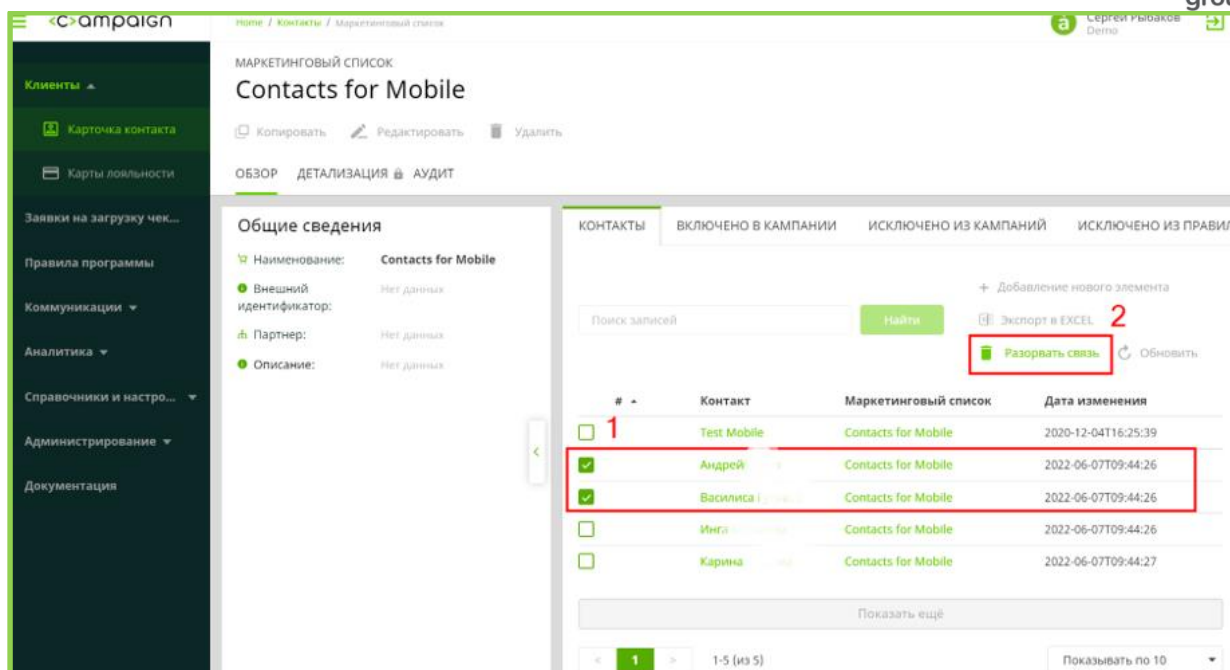 grou
<c>ampaign
Home / Контакты / Маркетинговый список
Сергей Рыбаков
Demo
Клиенты
Карточка контакта
Карты лояльности
Заявки на загрузку чек...
Правила программы
Коммуникации
Аналитика
Справочники и настро...
Администрирование
Документация
МАРКЕТИНГОВЫЙ СПИСОК
Contacts for Mobile
Копировать Редактировать Удалить
ОБЗОР ДЕТАЛИЗАЦИЯ АУДИТ
Общие сведения
Наименование: Contacts for Mobile
Внешний идентификатор: Нет данных
Партнер: Нет данных
Описание: Нет данных
КОНТАКТЫ ВКЛЮЧЕНО В КАМПАНИИ ИСКЛЮЧЕНО ИЗ КАМПАНИЙ ИСКЛЮЧЕНО ИЗ ПРАВИЛ
+ Добавление нового элемента
Поиск записей Найти Экспорт в EXCEL 2
Разорвать связь Обновить
# Контакт Маркетинговый список Дата изменения
1 Test Mobile Contacts for Mobile 2020-12-04T16:25:39
Андрей Contacts for Mobile 2022-06-07T09:44:26
Василиса Contacts for Mobile 2022-06-07T09:44:26
Инга Contacts for Mobile 2022-06-07T09:44:26
Карина Contacts for Mobile 2022-06-07T09:44:27
Показать ещё
< 1 > 1-5 (из 5) Показывать по 10